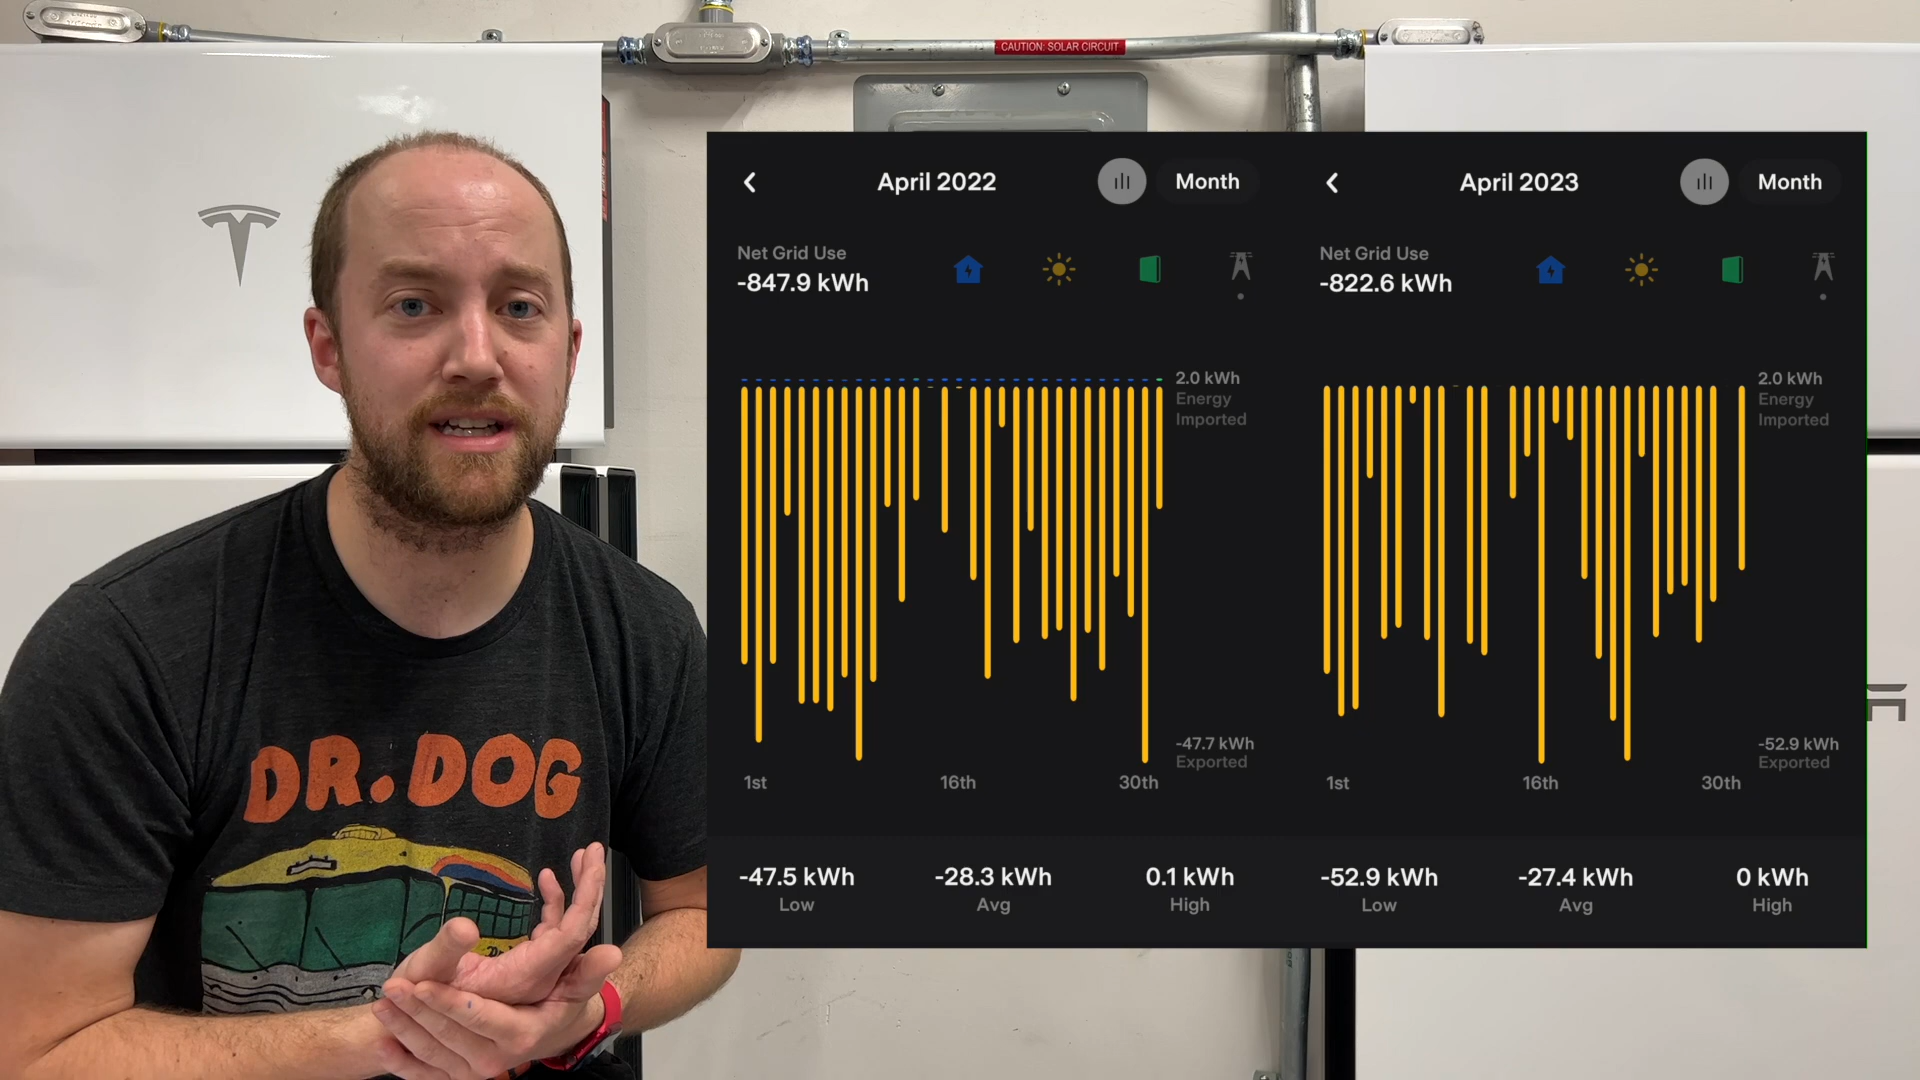 CAUTION: SOLAR CIRCUIT
April 2022
Month
Net Grid Use
-847.9 kWh
2.0 kWh
Energy
Imported
-47.7 kWh
Exported
1st
16th
30th
-47.5 kWh
-28.3 kWh
0.1 kWh
Low
Avg
High
April 2023
Month
Net Grid Use
-822.6 kWh
2.0 kWh
Energy
Imported
-52.9 kWh
Exported
1st
16th
30th
-52.9 kWh
-27.4 kWh
0 kWh
Low
Avg
High
DR. DOG